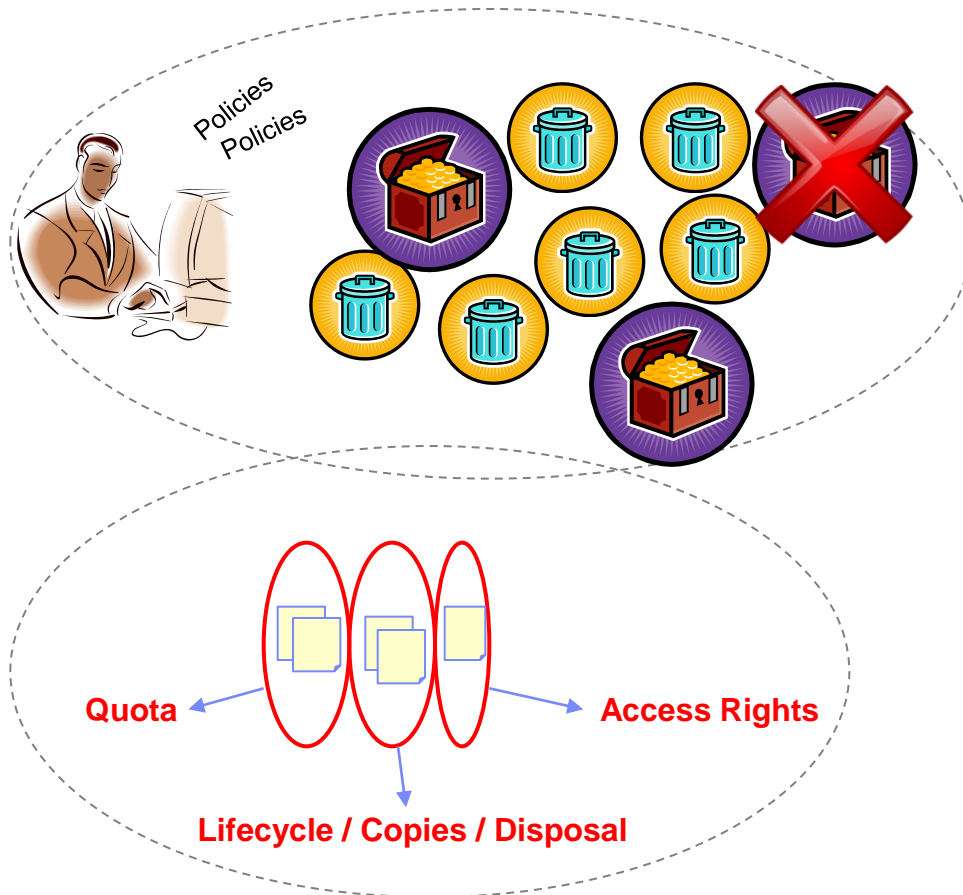 Policies
Policies
Quota
Access Rights
Lifecycle / Copies / Disposal